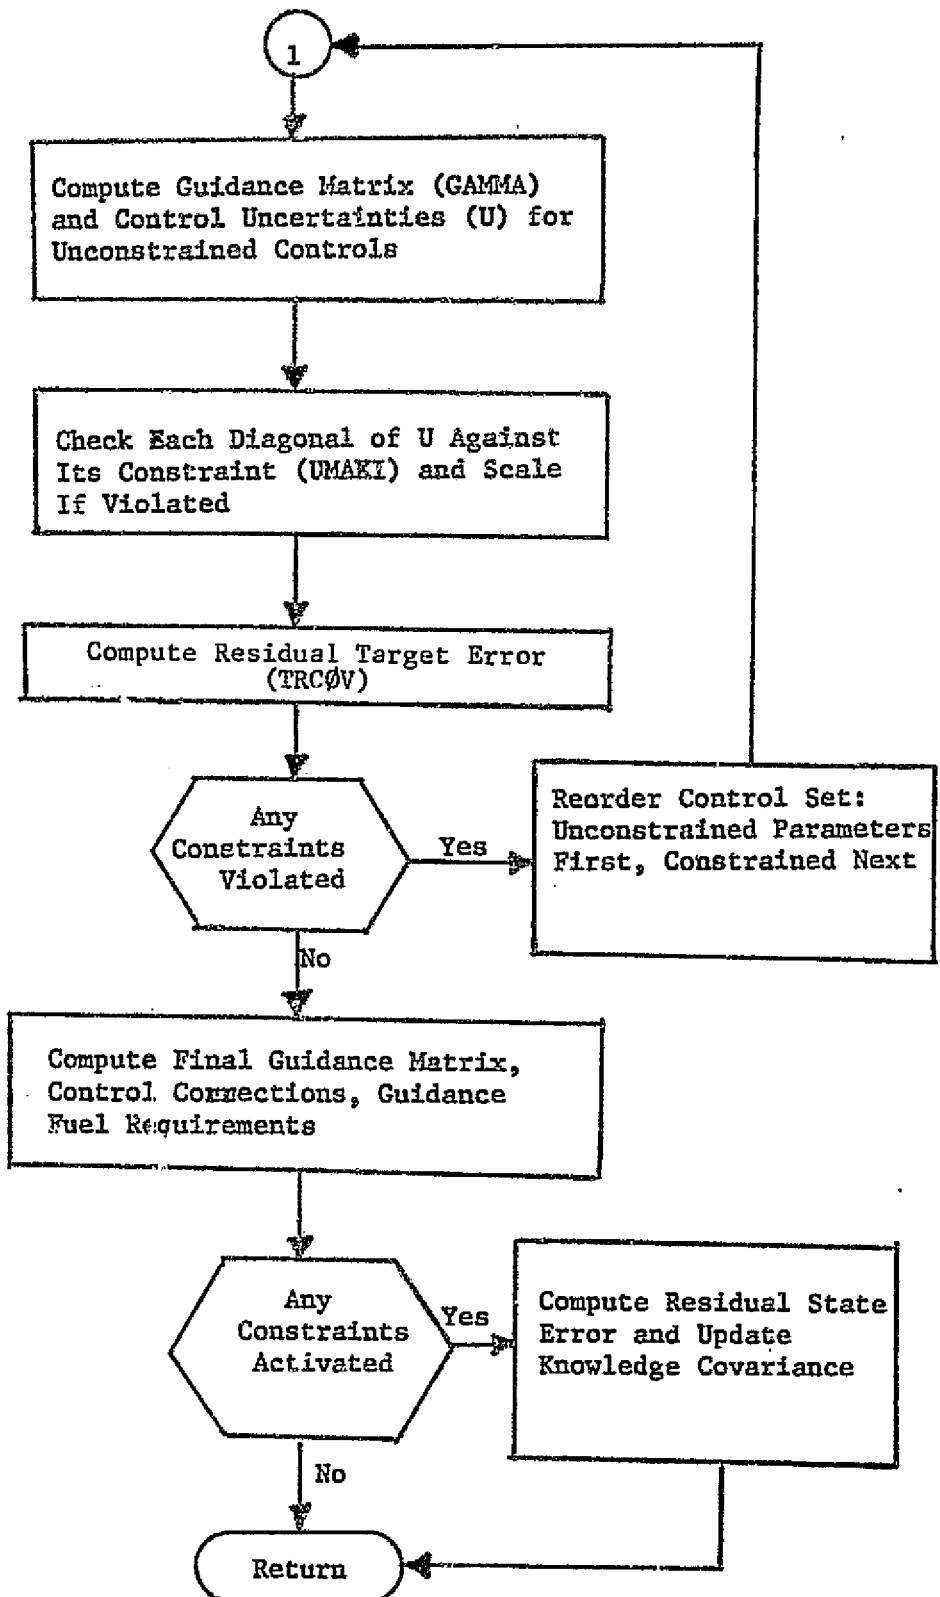 1
Compute Guidance Matrix (GAMMA)
and Control Uncertainties (U) for
Unconstrained Controls
Check Each Diagonal of U Against
Its Constraint (UMAKI) and Scale
If Violated
Compute Residual Target Error
(TRCØV)
Any
Constraints
Violated
Yes
Reorder Control Set:
Unconstrained Parameters
First, Constrained Next
No
Compute Final Guidance Matrix,
Control Connections, Guidance
Fuel Requirements
Any
Constraints
Activated
Yes
Compute Residual State
Error and Update
Knowledge Covariance
No
Return